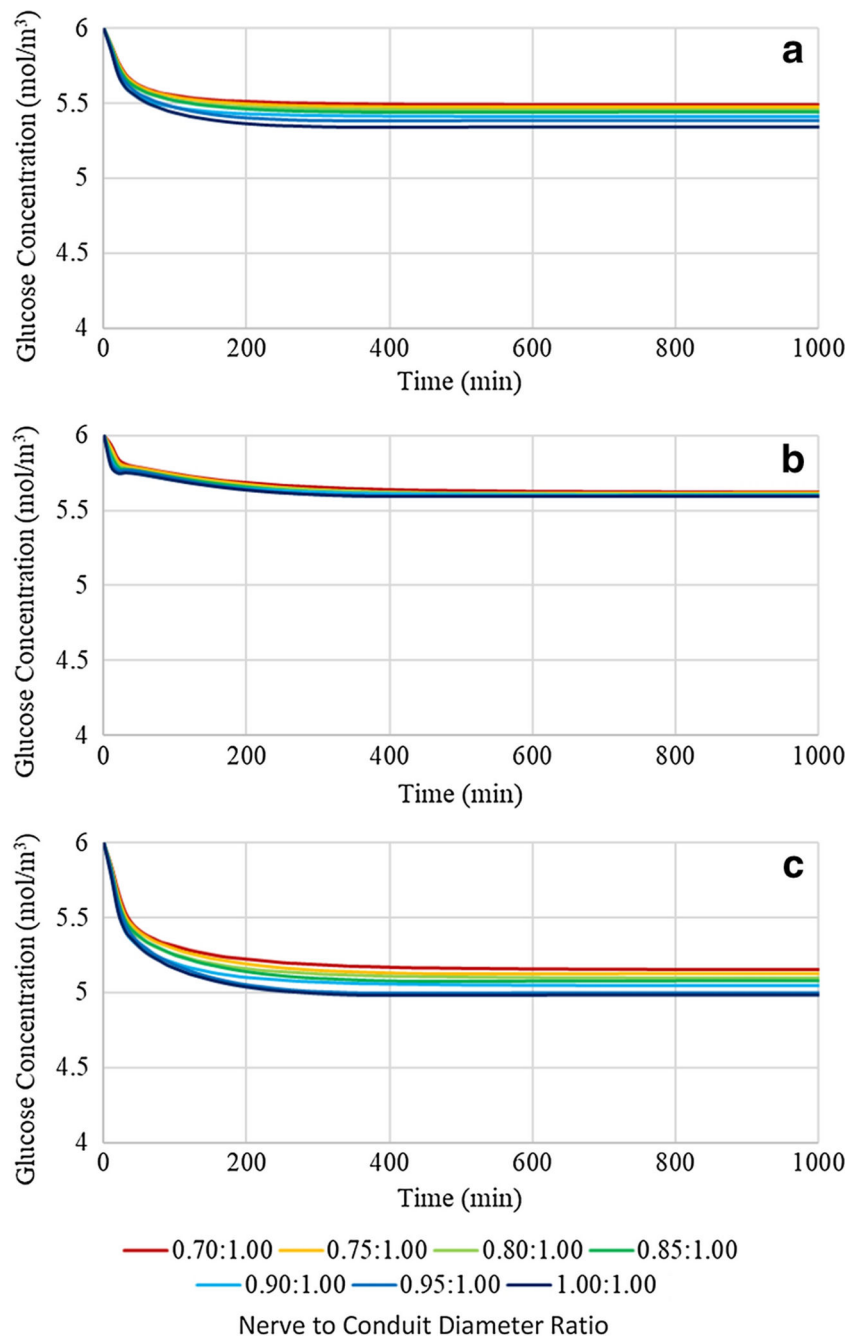 a
Glucose Concentration (mol/m³)
6
5.5
5
4.5
4
0 200 400 600 800 1000
Time (min)
b
Glucose Concentration (mol/m³)
6
5.5
5
4.5
4
0 200 400 600 800 1000
Time (min)
c
Glucose Concentration (mol/m³)
6
5.5
5
4.5
4
0 200 400 600 800 1000
Time (min)
0.70:1.00 0.75:1.00 0.80:1.00 0.85:1.00
0.90:1.00 0.95:1.00 1.00:1.00
Nerve to Conduit Diameter Ratio